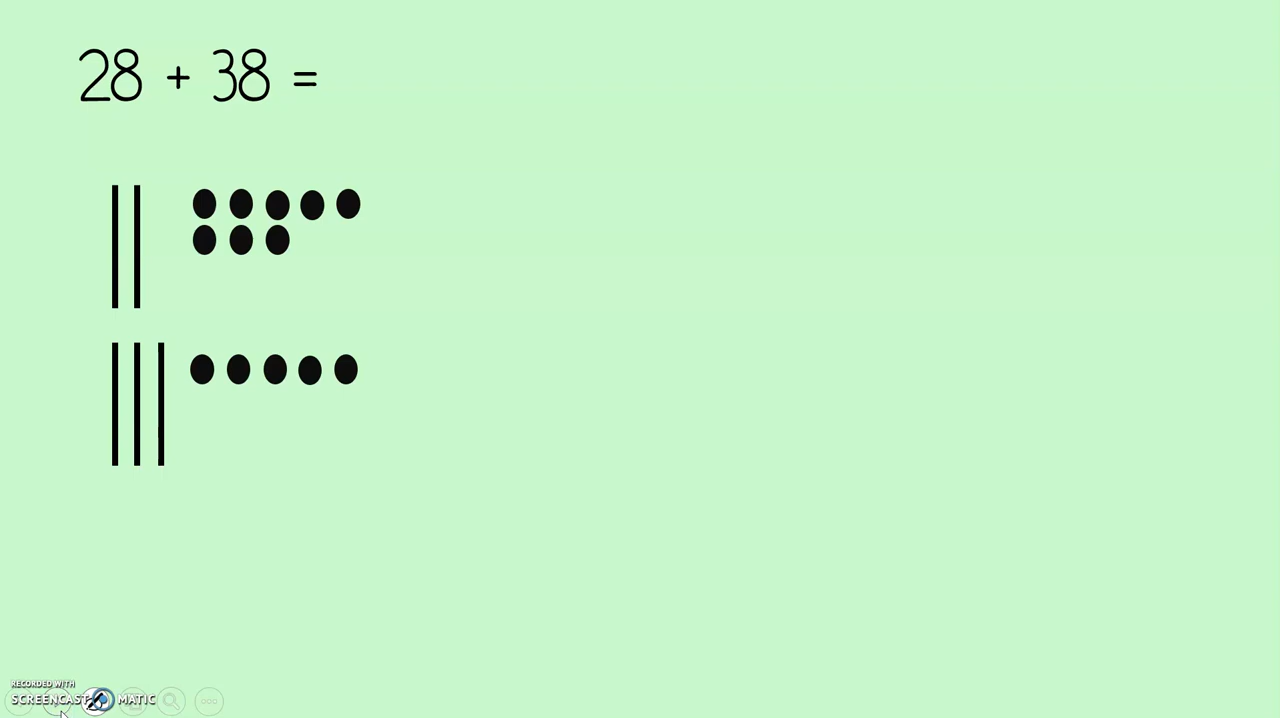 28 + 38 =
RECORDED WITH
SCREENCAST MATIC